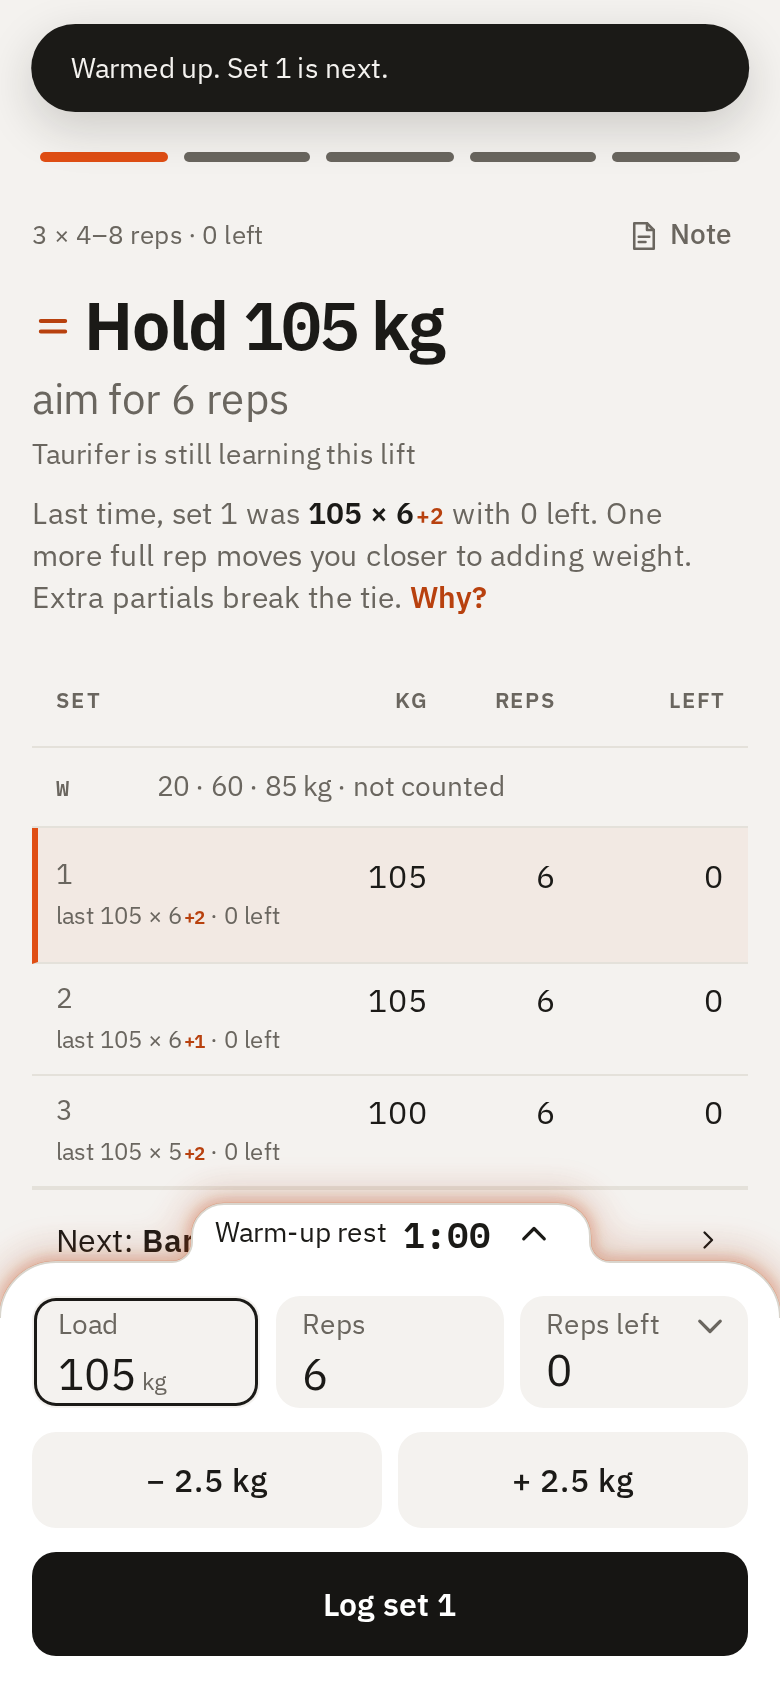 Warmed up. Set 1 is next.
3 × 4–8 reps · 0 left
Note
= Hold 105 kg
aim for 6 reps
Taurifer is still learning this lift
Last time, set 1 was 105 × 6+2 with 0 left. One
more full rep moves you closer to adding weight.
Extra partials break the tie. Why?
SET KG REPS LEFT
W 20 · 60 · 85 kg · not counted
1 105 6 0
last 105 × 6+2 · 0 left
2 105 6 0
last 105 × 6+1 · 0 left
3 100 6 0
last 105 × 5+2 · 0 left
Next:
Warm-up rest 1:00
Load Reps Reps left
105 kg 6 0
− 2.5 kg + 2.5 kg
Log set 1